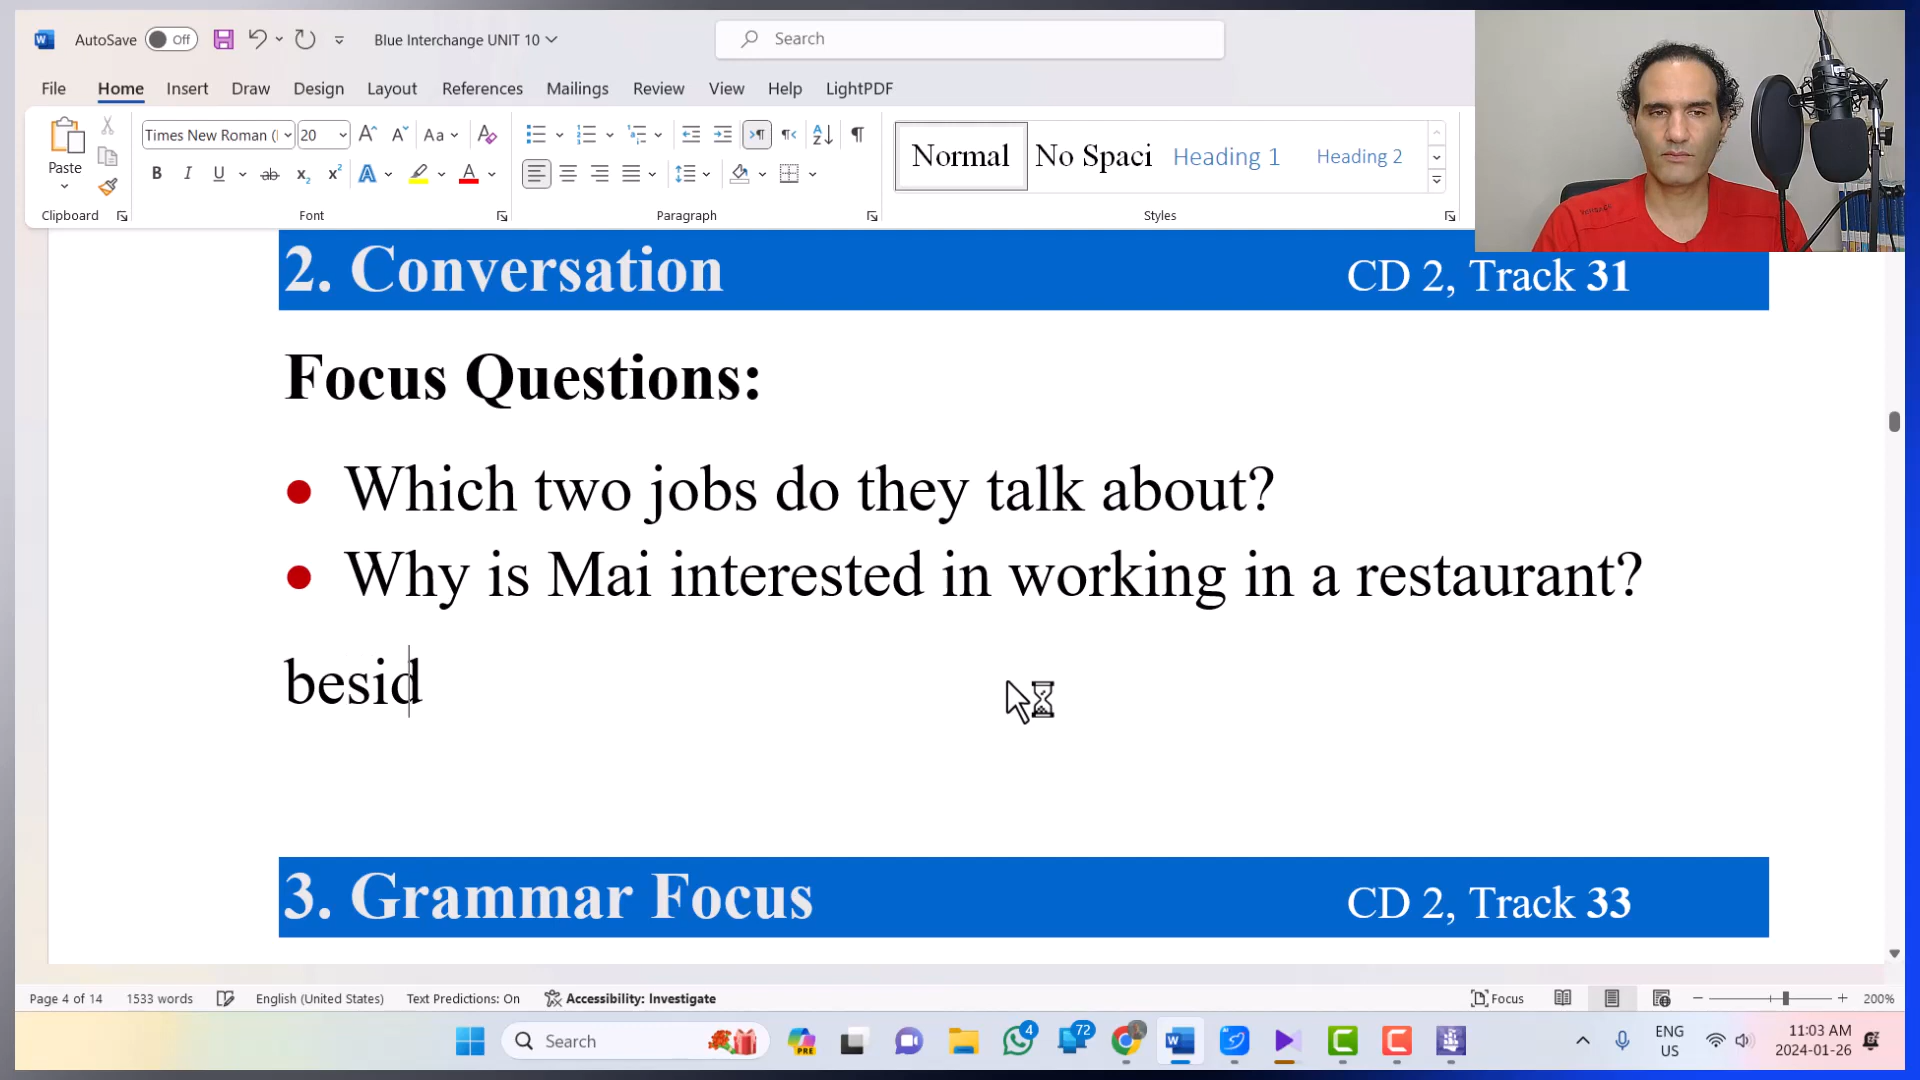 AutoSave Off Blue Interchange UNIT 10 Search
File Home Insert Draw Design Layout References Mailings Review View Help LightPDF
Paste Times New Roman ( 20 Aa Normal No Spaci Heading 1 Heading 2
Clipboard Font Paragraph Styles
2. Conversation CD 2, Track 31
Focus Questions:
Which two jobs do they talk about?
Why is Mai interested in working in a restaurant?
besid
3. Grammar Focus CD 2, Track 33
Page 4 of 14 1533 words English (United States) Text Predictions: On Accessibility: Investigate Focus 200%
Search PRE 4 72 ENG 11:03 AM
US 2024-01-26